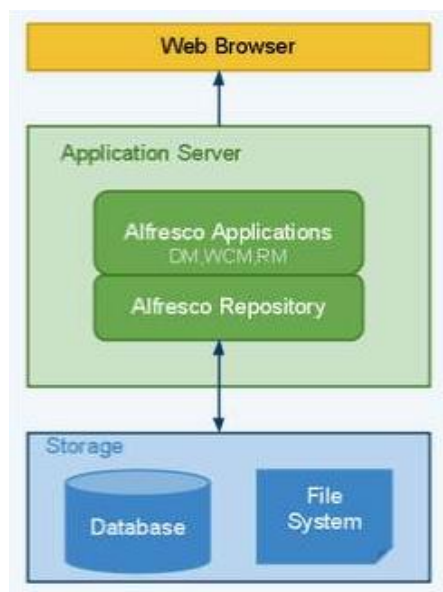 Web Browser
Application Server
Alfresco Applications
DM,WCM,RM
Alfresco Repository
Storage
Database
File
System